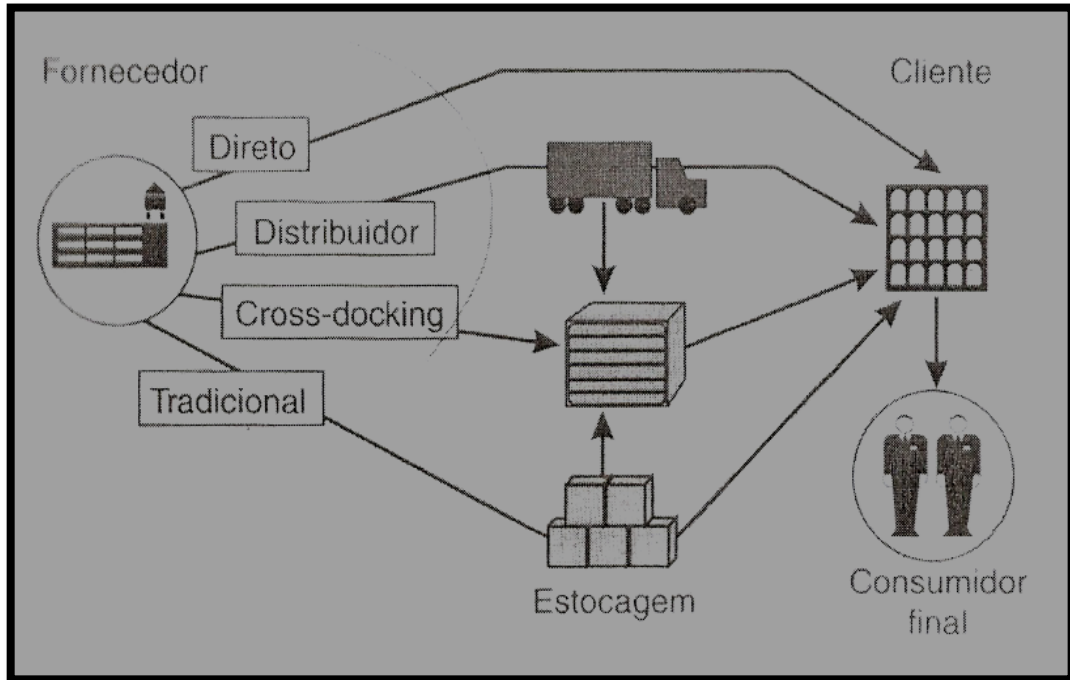 Fornecedor
Cliente
Direto
Distribuidor
Cross-docking
Tradicional
Estocagem
Consumidor
final